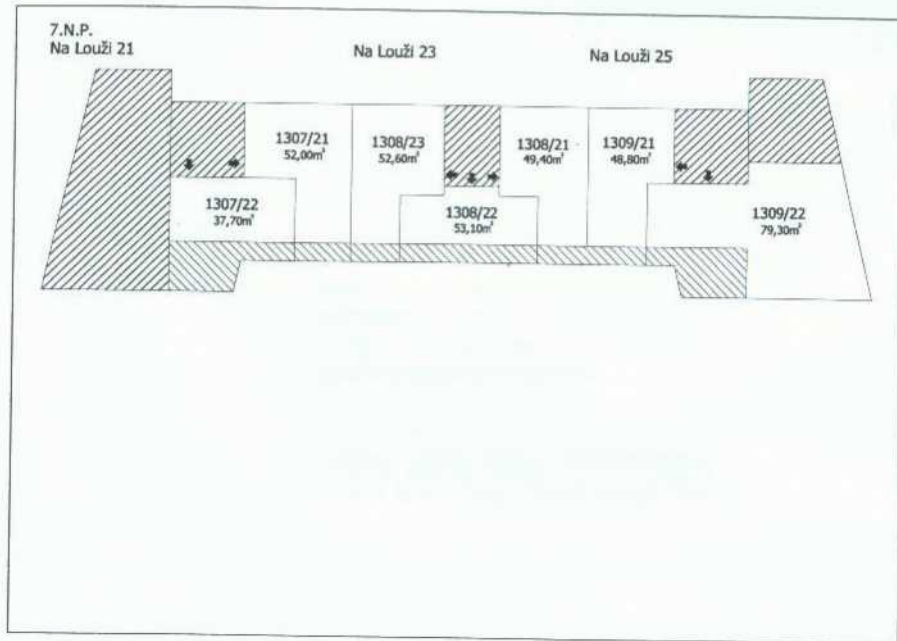 7.N.P.
Na Louži 21
Na Louži 23
Na Louži 25
1307/21
52,00m²
1308/23
52,60m²
1308/21
49,40m²
1309/21
48,80m²
1307/22
37,70m²
1308/22
53,10m²
1309/22
79,30m²